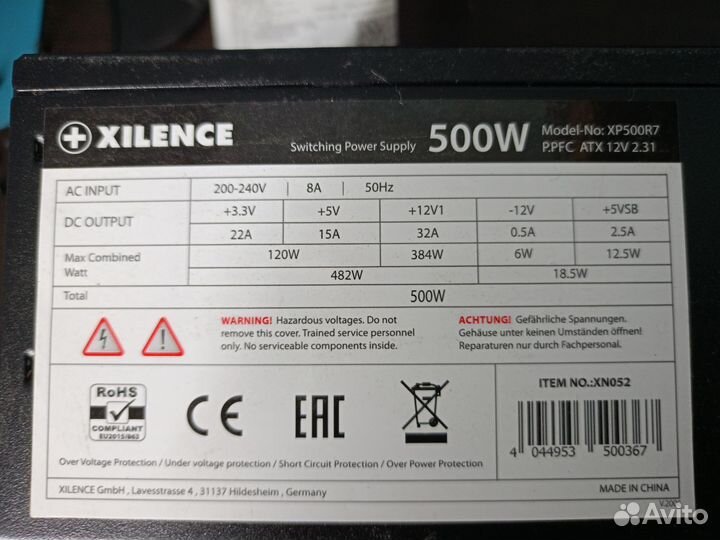 XILENCE
Switching Power Supply 500W
Model-No: XP500R7
P.PFC ATX 12V 2.31
AC INPUT 200-240V 8A 50Hz
DC OUTPUT +3.3V +5V +12V1 -12V +5VSB
22A 15A 32A 0.5A 2.5A
Max Combined Watt 120W 384W 6W 12.5W
482W 18.5W
Total 500W
WARNING! Hazardous voltages. Do not
remove this cover. Trained service personnel
only. No serviceable components inside.
ACHTUNG! Gefährliche Spannungen.
Gehäuse unter keinen Umständen öffnen!
Reparaturen nur durch Fachpersonal.
RoHS
COMPLIANT
EU2015/863
CE
EAC
ITEM NO.:XN052
4 044953 500367
Over Voltage Protection / Under voltage protection / Short Circuit Protection / Over Power Protection
XILENCE GmbH , Lavesstrasse 4 , 31137 Hildesheim , Germany
MADE IN CHINA
Avito